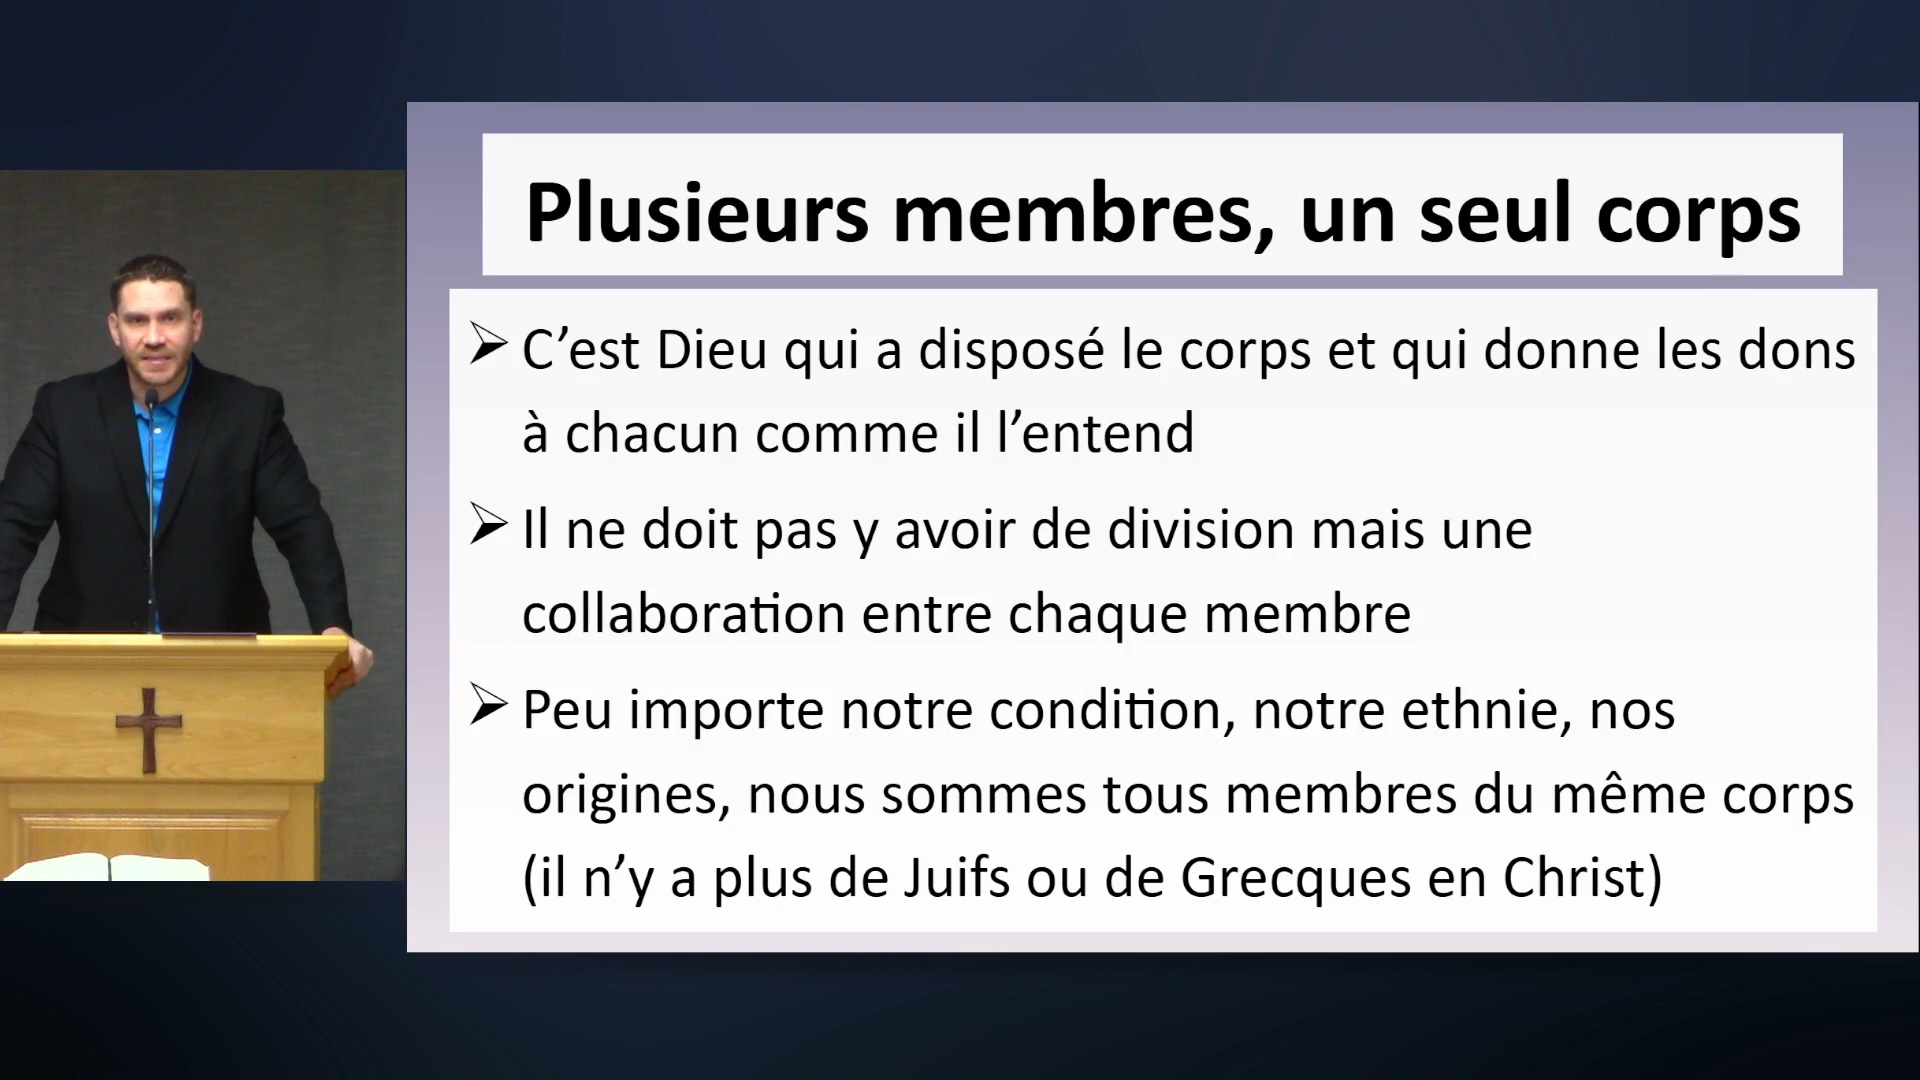 Plusieurs membres, un seul corps
➢ C’est Dieu qui a disposé le corps et qui donne les dons
à chacun comme il l’entend
➢ Il ne doit pas y avoir de division mais une
collaboration entre chaque membre
➢ Peu importe notre condition, notre ethnie, nos
origines, nous sommes tous membres du même corps
(il n’y a plus de Juifs ou de Grecques en Christ)